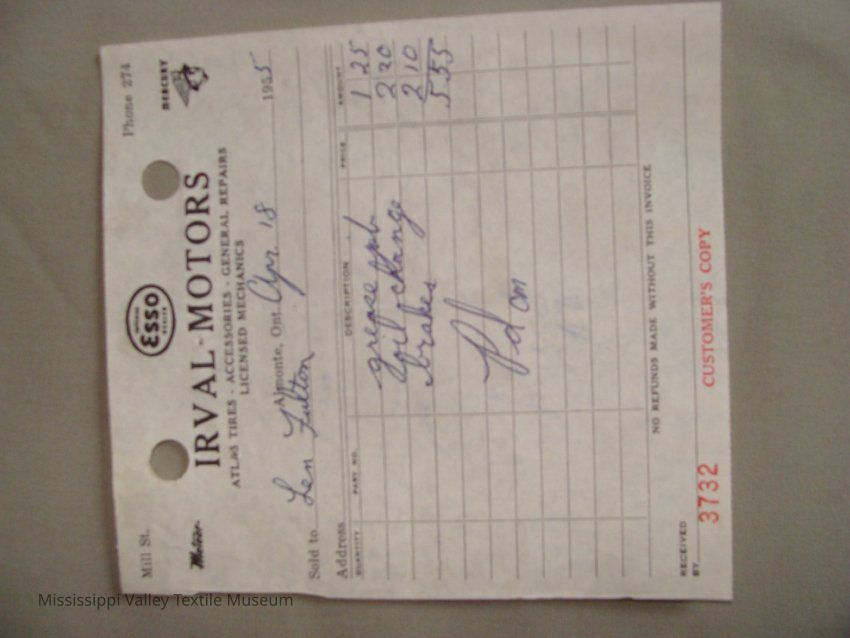 Mill St. Phone 274
IMPERIAL
ESSO
DEALER
Meteor MERCURY
IRVAL-MOTORS
ATLAS TIRES - ACCESSORIES - GENERAL REPAIRS
LICENSED MECHANICS
Almonte, Ont. Apr 18 1955
Sold to Len Fulton
Address
QUANTITY PART NO. DESCRIPTION PRICE AMOUNT
grease job 1 25
oil change 2 20
brakes 2 10
5 55
Pd cm
NO REFUNDS MADE WITHOUT THIS INVOICE
RECEIVED
BY
3732 CUSTOMER'S COPY
Mississippi Valley Textile Museum